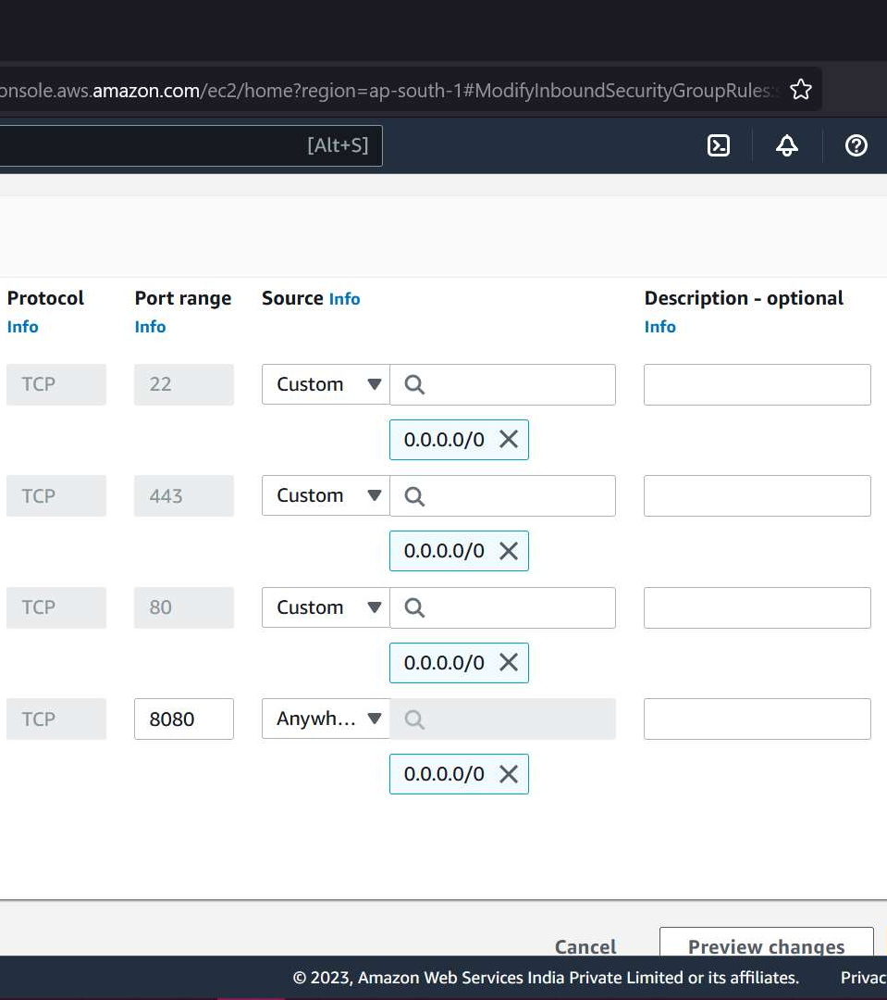 onsole.aws.amazon.com/ec2/home?region=ap-south-1#ModifyInboundSecurityGroupRules:
[Alt+S]
Protocol Port range Source Info Description - optional
Info Info Info
TCP 22 Custom
0.0.0.0/0
TCP 443 Custom
0.0.0.0/0
TCP 80 Custom
0.0.0.0/0
TCP 8080 Anywh...
0.0.0.0/0
Cancel Preview changes
© 2023, Amazon Web Services India Private Limited or its affiliates. Privac